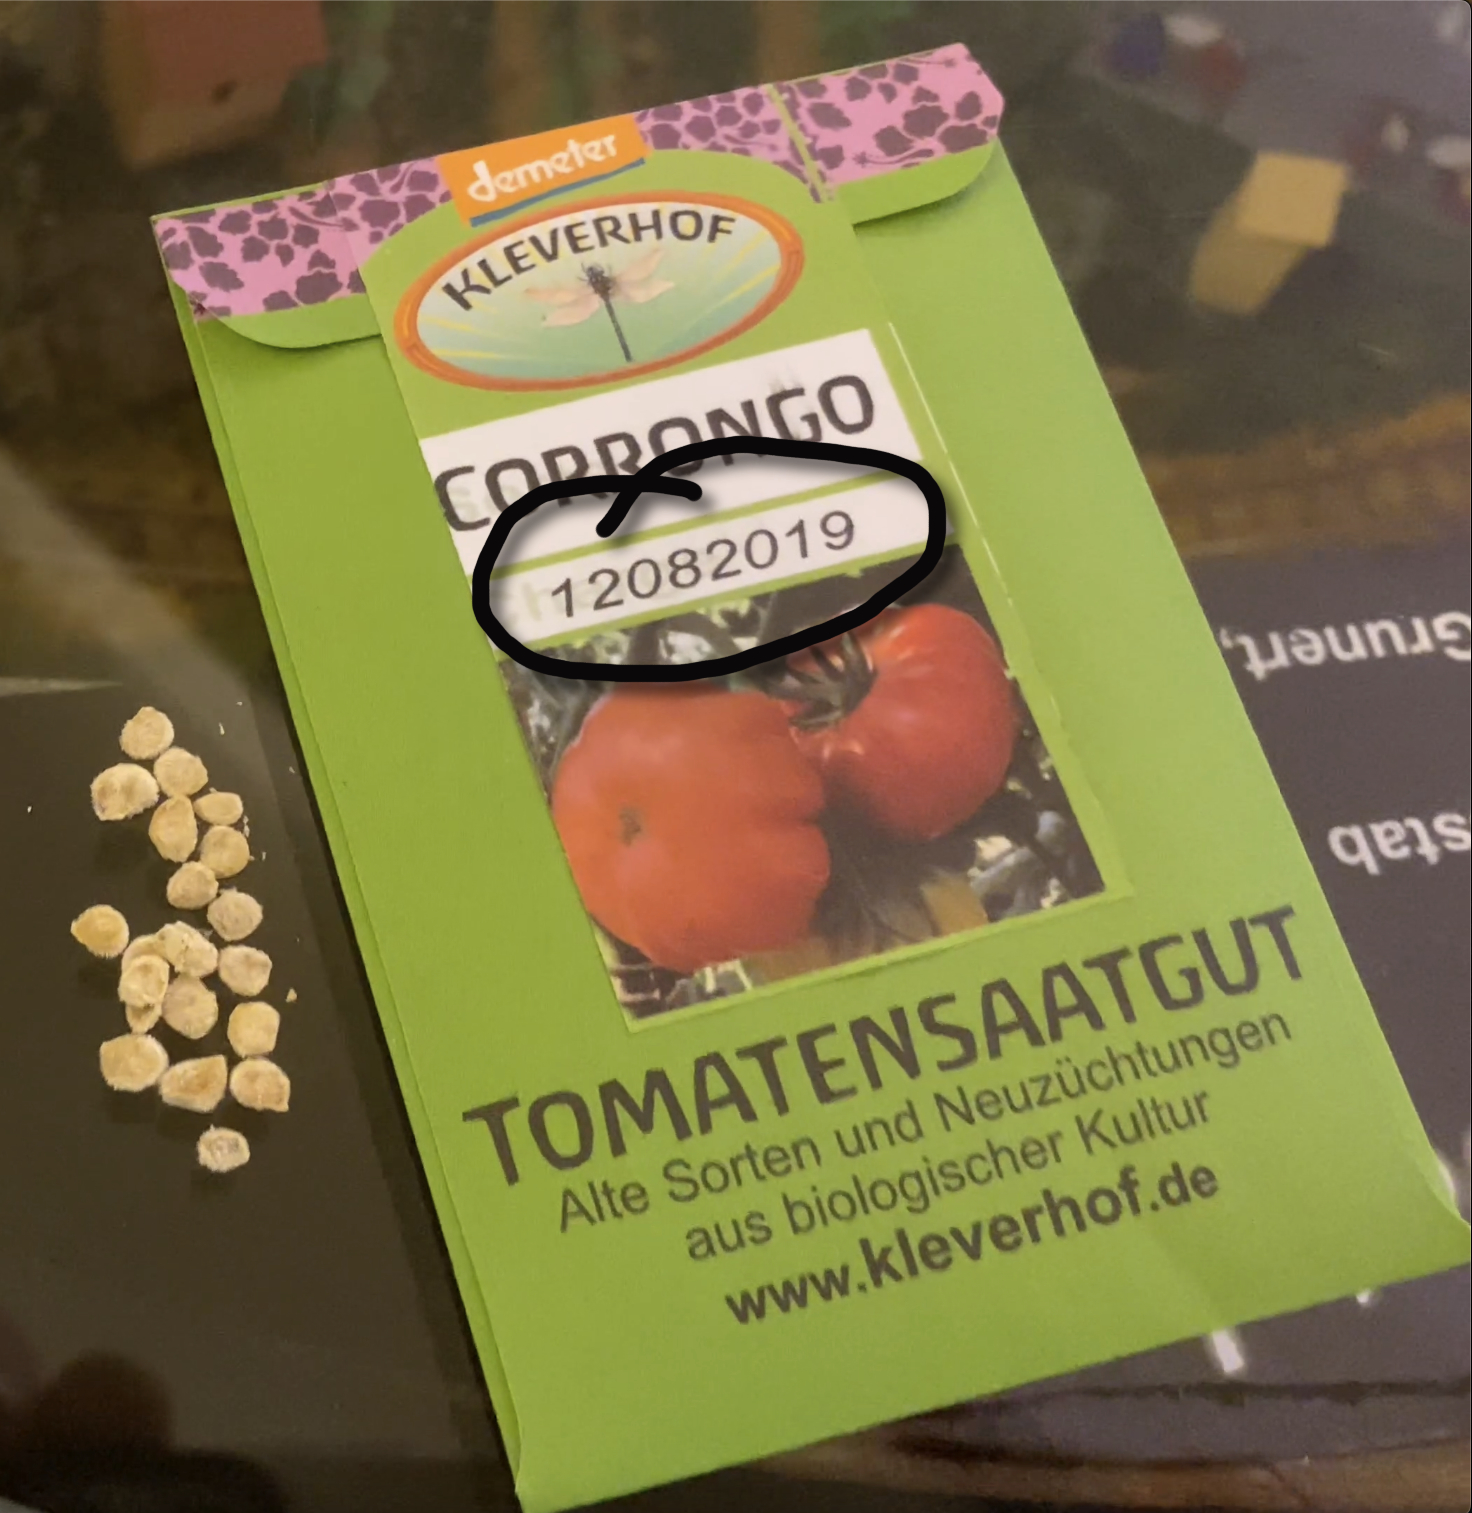 demeter
KLEVERHOF
CORRONGO
12082019
TOMATENSAATGUT
Alte Sorten und Neuzüchtungen
aus biologischer Kultur
www.kleverhof.de
Grunert,
stab